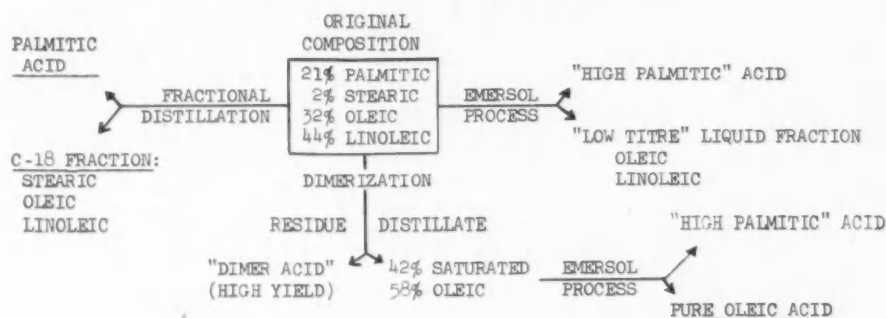 ORIGINAL
COMPOSITION
21% PALMITIC
2% STEARIC
32% OLEIC
44% LINOLEIC
PALMITIC
ACID
FRACTIONAL
DISTILLATION
C-18 FRACTION:
STEARIC
OLEIC
LINOLEIC
EMERSOL
PROCESS
"HIGH PALMITIC" ACID
"LOW TITRE" LIQUID FRACTION
OLEIC
LINOLEIC
DIMERIZATION
RESIDUE DISTILLATE
"DIMER ACID"
(HIGH YIELD)
42% SATURATED
58% OLEIC
EMERSOL
PROCESS
"HIGH PALMITIC" ACID
PURE OLEIC ACID